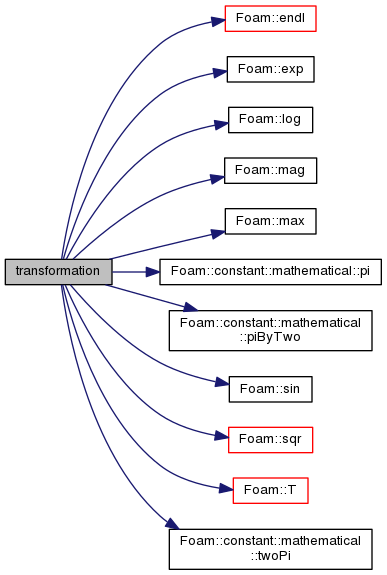 Foam::endl
Foam::exp
Foam::log
Foam::mag
Foam::max
transformation
Foam::constant::mathematical::pi
Foam::constant::mathematical
::piByTwo
Foam::sin
Foam::sqr
Foam::T
Foam::constant::mathematical
::twoPi